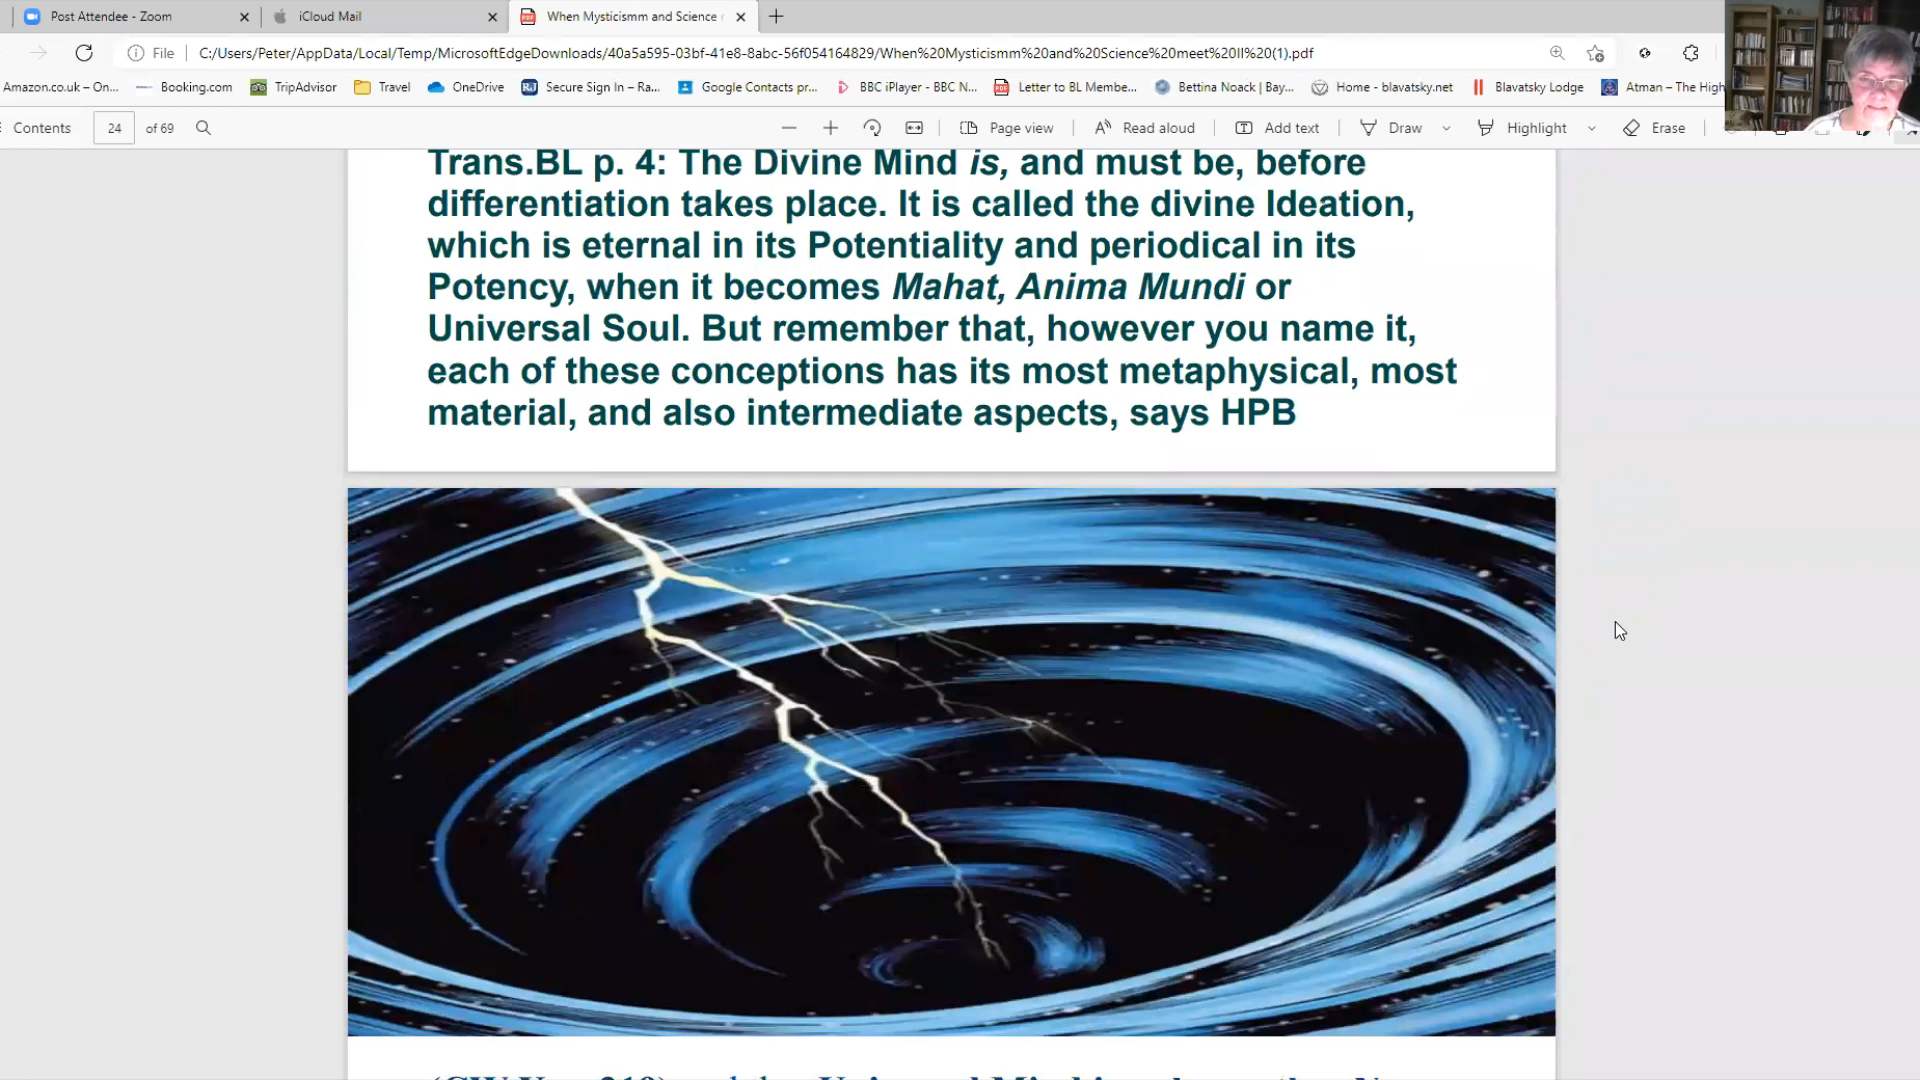 Post Attendee - Zoom
iCloud Mail
When Mysticismm and Science
File
C:/Users/Peter/AppData/Local/Temp/MicrosoftEdgeDownloads/40a5a595-03bf-41e8-8abc-56f054164829/When%20Mysticismm%20and%20Science%20meet%20II%20(1).pdf
Amazon.co.uk – On...
Booking.com
TripAdvisor
Travel
OneDrive
Secure Sign In – Ra...
Google Contacts pr...
BBC iPlayer - BBC N...
Letter to BL Membe...
Bettina Noack | Bay...
Home - blavatsky.net
Blavatsky Lodge
Atman – The High
Contents
24
of 69
Page view
Read aloud
Add text
Draw
Highlight
Erase
Trans.BL p. 4: The Divine Mind is, and must be, before
differentiation takes place. It is called the divine Ideation,
which is eternal in its Potentiality and periodical in its
Potency, when it becomes Mahat, Anima Mundi or
Universal Soul. But remember that, however you name it,
each of these conceptions has its most metaphysical, most
material, and also intermediate aspects, says HPB